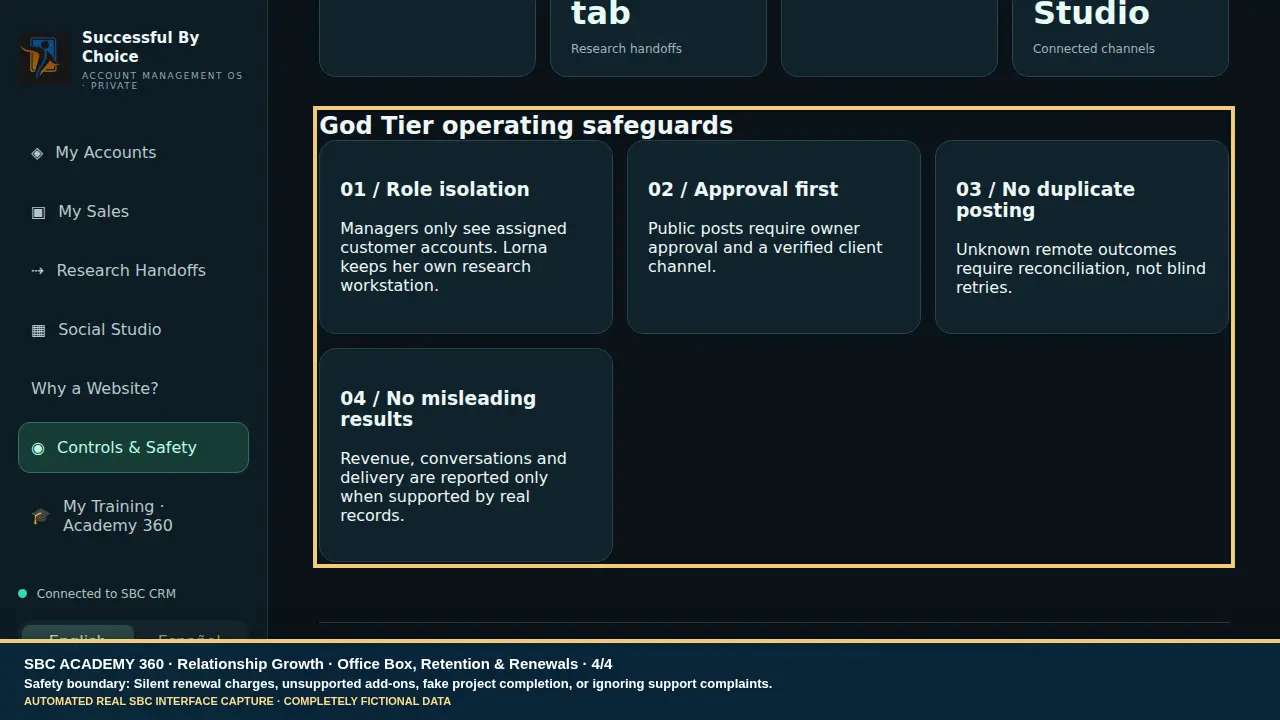 Successful By
Choice
ACCOUNT MANAGEMENT OS
· PRIVATE
My Accounts
My Sales
Research Handoffs
Social Studio
Why a Website?
Controls & Safety
My Training ·
Academy 360
Connected to SBC CRM
English Español
tab
Research handoffs
Studio
Connected channels
God Tier operating safeguards
01 / Role isolation
Managers only see assigned
customer accounts. Lorna
keeps her own research
workstation.
02 / Approval first
Public posts require owner
approval and a verified client
channel.
03 / No duplicate
posting
Unknown remote outcomes
require reconciliation, not blind
retries.
04 / No misleading
results
Revenue, conversations and
delivery are reported only
when supported by real
records.
SBC ACADEMY 360 · Relationship Growth · Office Box, Retention & Renewals · 4/4
Safety boundary: Silent renewal charges, unsupported add-ons, fake project completion, or ignoring support complaints.
AUTOMATED REAL SBC INTERFACE CAPTURE · COMPLETELY FICTIONAL DATA